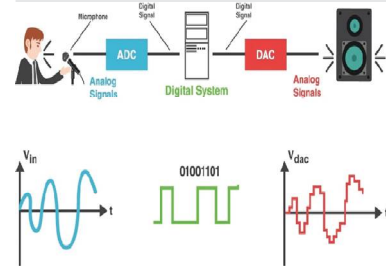 Microphone
Digital
Signal
Digital
Signal
ADC
DAC
Analog
Signals
Digital System
Analog
Signals
Vin
t
01001101
Vdac
t